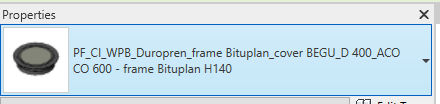 Properties
PF_CI_WPB_Duropren_frame Bituplan_cover BEGU_D 400_ACO
CO 600 - frame Bituplan H140